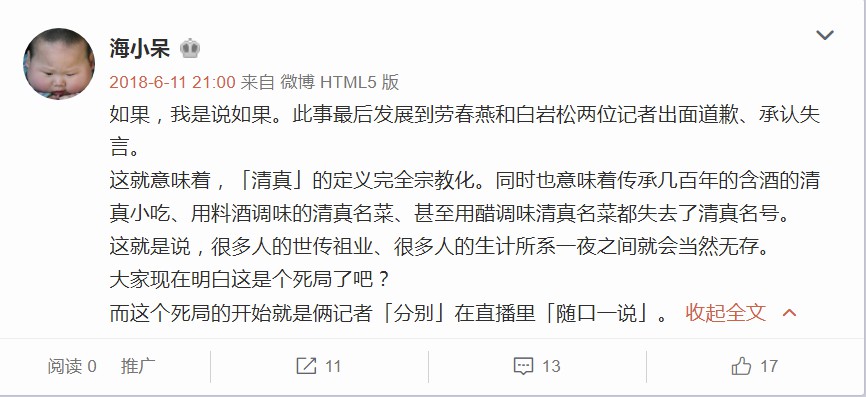 海小呆
2018-6-11 21:00 来自 微博 HTML5 版
如果，我是说如果。此事最后发展到劳春燕和白岩松两位记者出面道歉、承认失
言。
这就意味着，「清真」的定义完全宗教化。同时也意味着传承几百年的含酒的清
真小吃、用料酒调味的清真名菜、甚至用醋调味清真名菜都失去了清真名号。
这就是说，很多人的世传祖业、很多人的生计所系一夜之间就会当然无存。
大家现在明白这是个死局了吧？
而这个死局的开始就是俩记者「分别」在直播里「随口一说」。 收起全文
阅读 0 推广 11 13 17